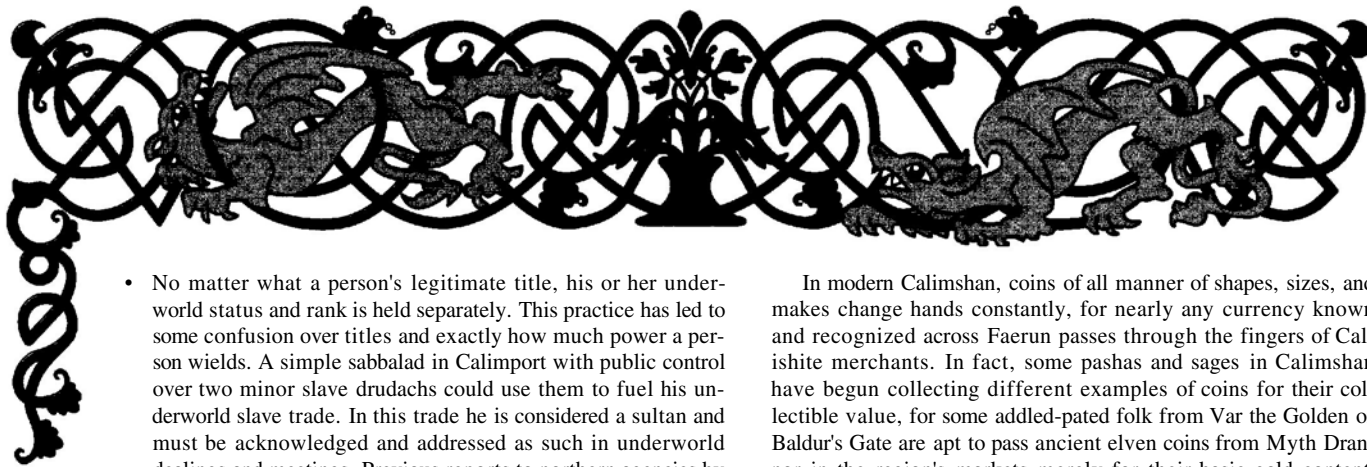 • No matter what a person's legitimate title, his or her under-
world status and rank is held separately. This practice has led to
some confusion over titles and exactly how much power a per-
son wields. A simple sabbalad in Calimport with public control
over two minor slave drudachs could use them to fuel his un-
derworld slave trade. In this trade he is considered a sultan and
must be acknowledged and addressed as such in underworld
In modern Calimshan, coins of all manner of shapes, sizes, and
makes change hands constantly, for nearly any currency known
and recognized across Faerun passes through the fingers of Cal
ishite merchants. In fact, some pashas and sages in Calimshan
have begun collecting different examples of coins for their col
lectible value, for some addled-pated folk from Var the Golden o
Baldur's Gate are apt to pass ancient elven coins from Myth Dran